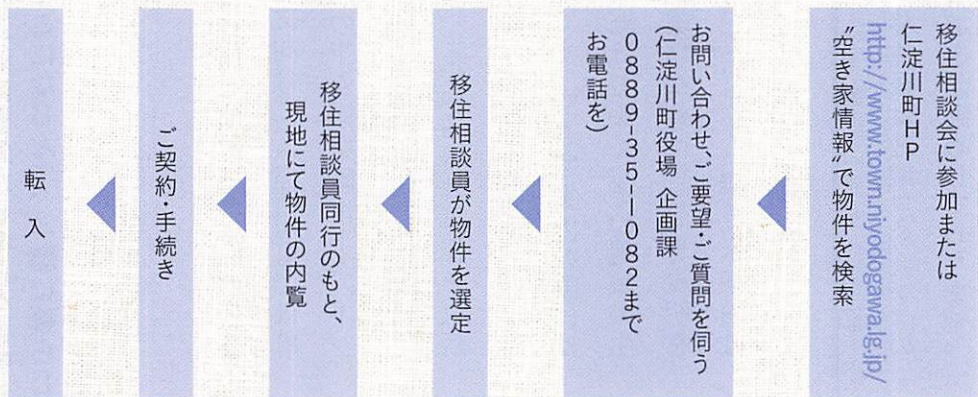 移住相談会に参加または
仁淀川町HP
http://www.town.niyodogawa.lg.jp/
"空き家情報"で物件を検索
お問い合わせ、ご要望・ご質問を伺う
(仁淀川町役場 企画課
0889-35-1082まで
お電話を)
移住相談員が物件を選定
移住相談員同行のもと、
現地にて物件の内覧
ご契約・手続き
転入